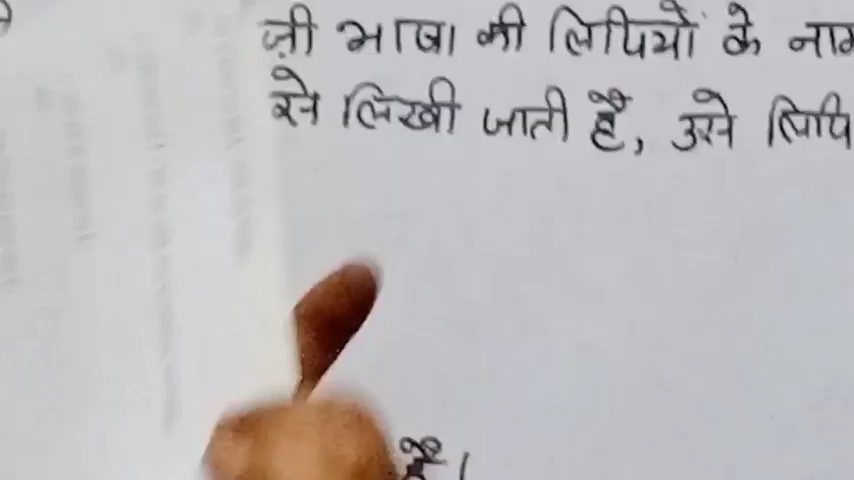 ज़ी भाषा की लिपियों के नाम
से लिखी जाती है, उसे लिपि
हैं।